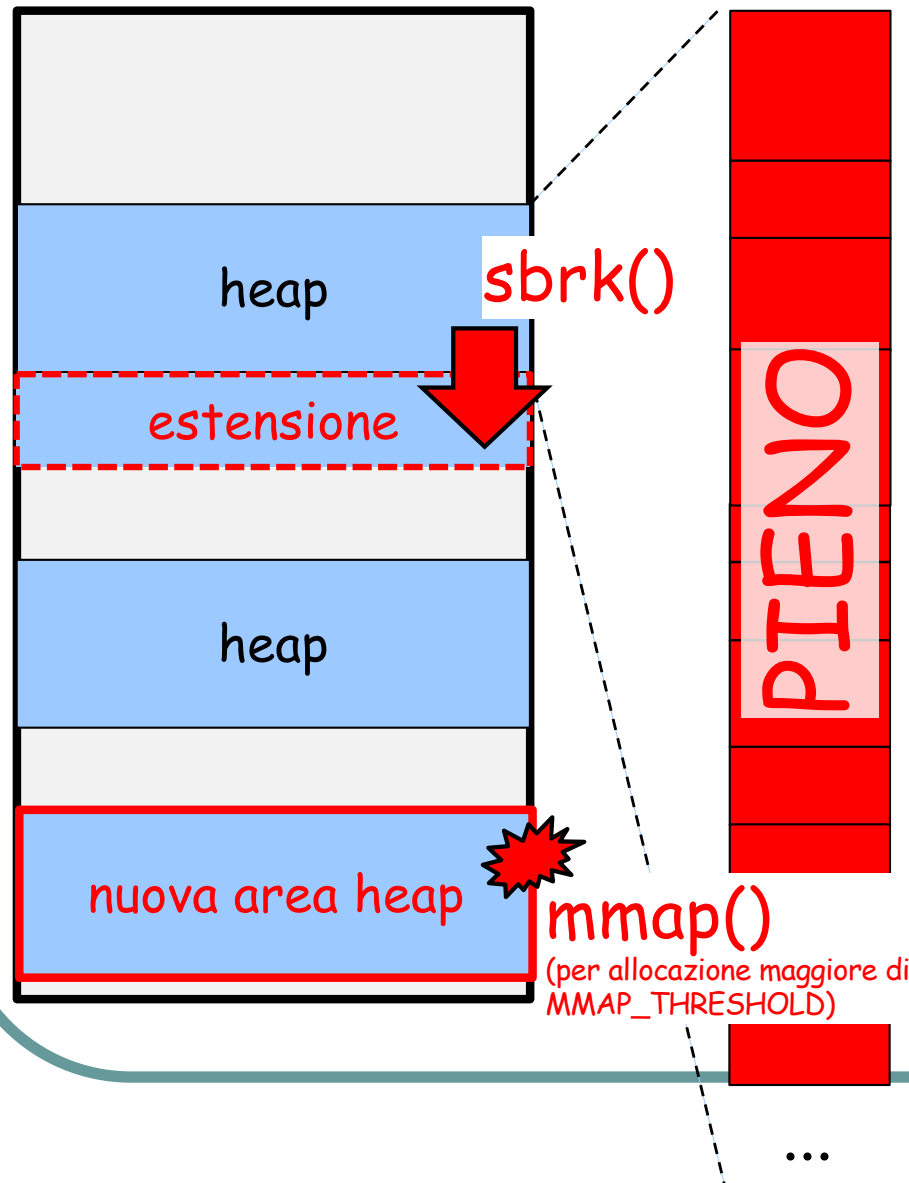 heap
sbrk()
estensione
PIENO
heap
nuova area heap
mmap()
(per allocazione maggiore di
MMAP_THRESHOLD)
...